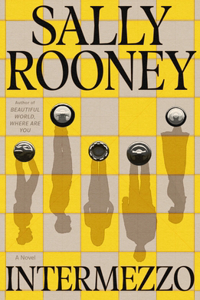 SALLY
ROONEY
Author of
BEAUTIFUL
WORLD,
WHERE ARE
YOU
A Novel
INTERMEZZO